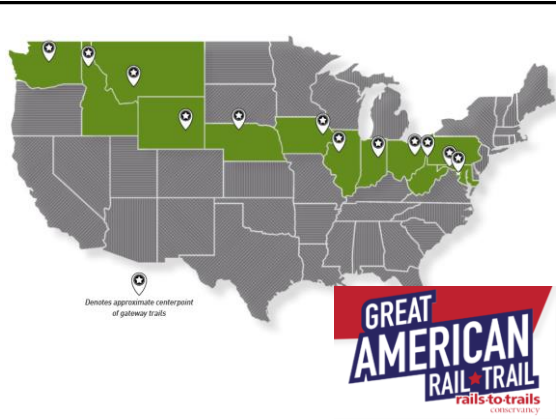 Denotes approximate centerpoint
of gateway trails
GREAT
AMERICAN
RAIL TRAIL
rails-to-trails
conservancy